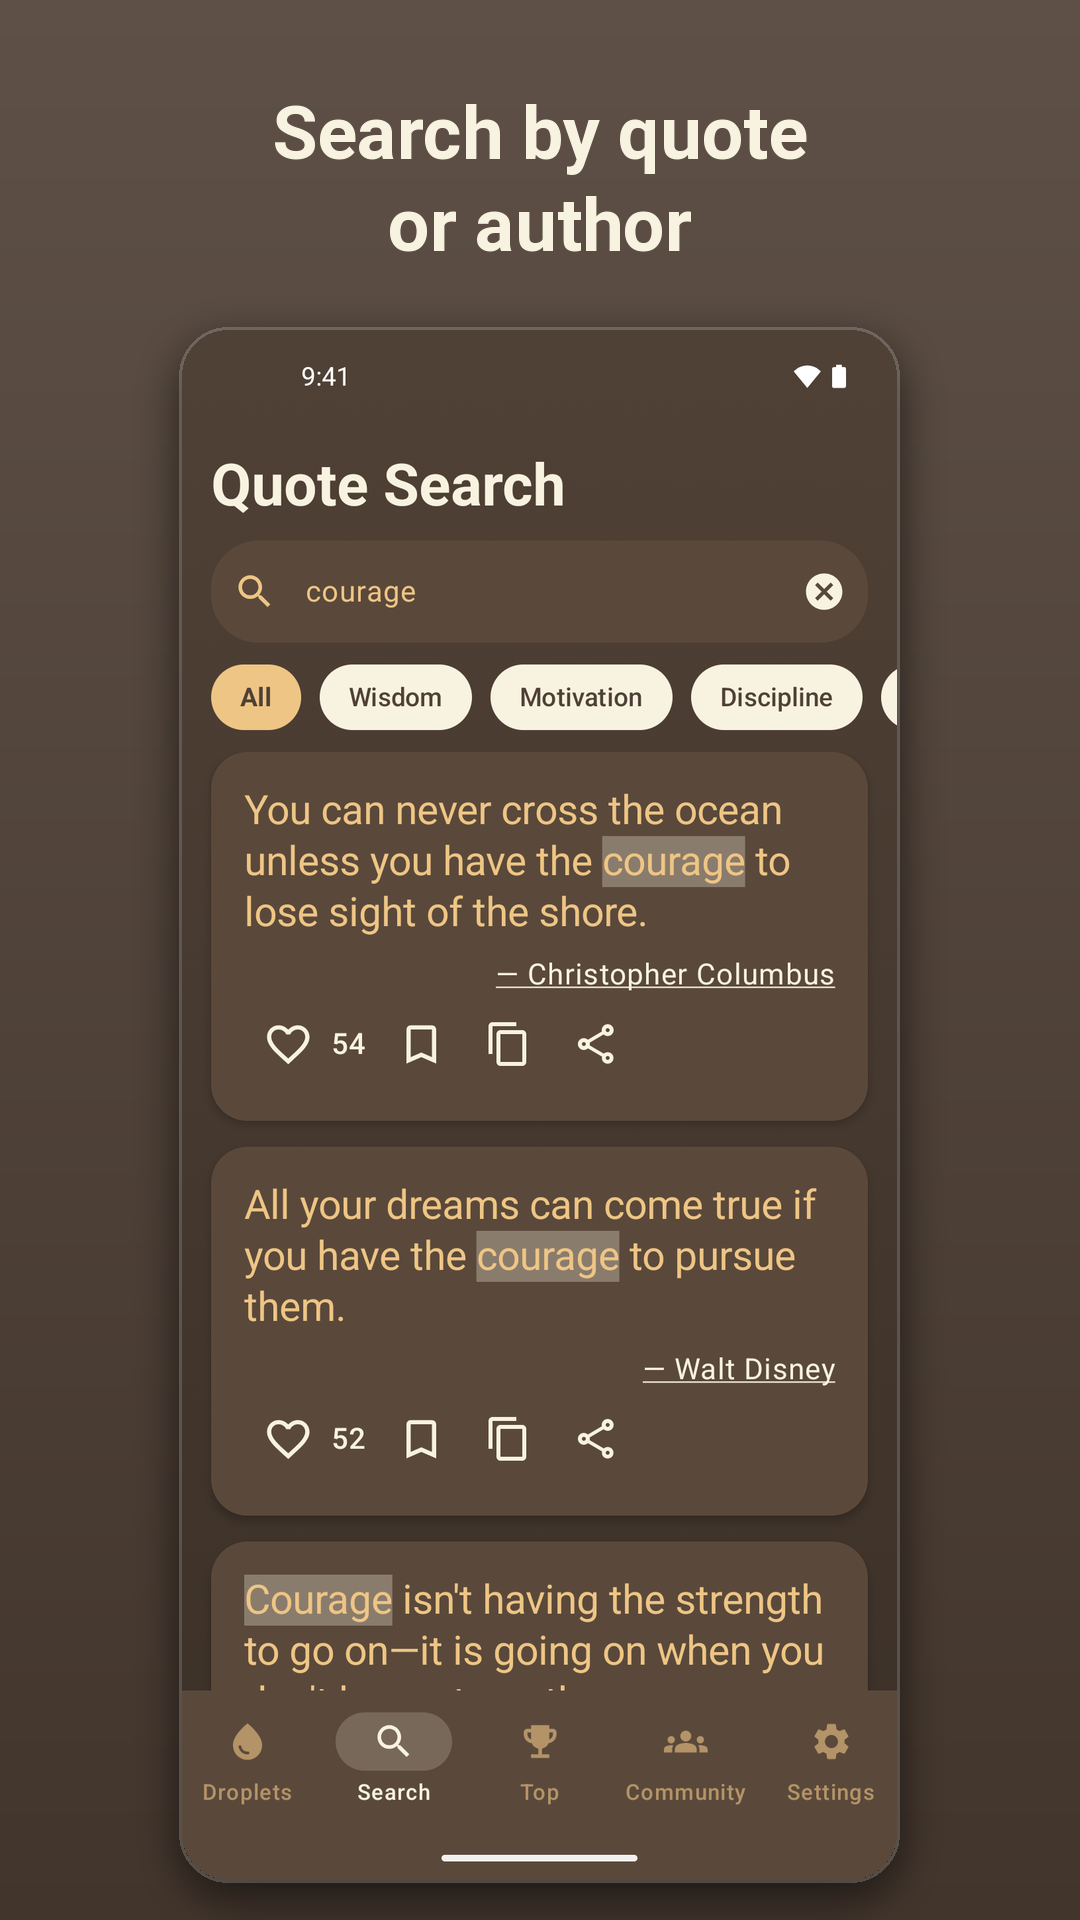 Search by quote
or author
9:41
Quote Search
courage
All Wisdom Motivation Discipline
You can never cross the ocean
unless you have the courage to
lose sight of the shore.
— Christopher Columbus
54
All your dreams can come true if
you have the courage to pursue
them.
— Walt Disney
52
Courage isn't having the strength
to go on—it is going on when you
Droplets Search Top Community Settings